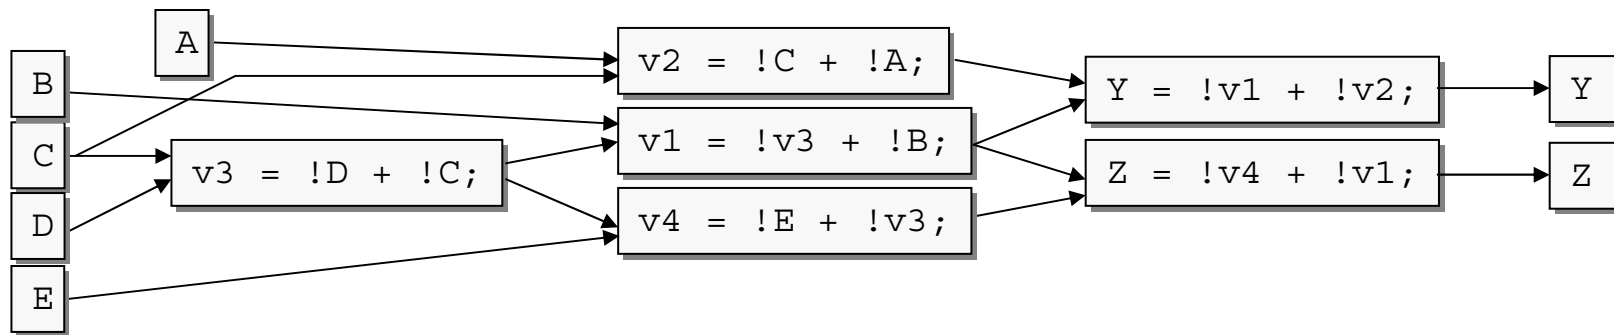 A
B
C
D
E
v3 = !D + !C;
v2 = !C + !A;
v1 = !v3 + !B;
v4 = !E + !v3;
Y = !v1 + !v2;
Z = !v4 + !v1;
Y
Z